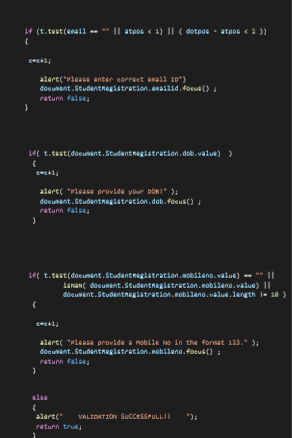 if (t.test(email == "" || atpos < 1) || ( dotpos - atpos < 2 ))
{
c=c+1;
alert("Please enter correct email ID")
document.StudentRegistration.emailid.focus() ;
return false;
}
if( t.test(document.StudentRegistration.dob.value)  )
{
c=c+1;
alert( "Please provide your DOB!" );
document.StudentRegistration.dob.focus() ;
return false;
}
if( t.test(document.StudentRegistration.mobileno.value) == "" ||
isNaN( document.StudentRegistration.mobileno.value) ||
document.StudentRegistration.mobileno.value.length != 10 )
{
c=c+1;
alert( "Please provide a Mobile No in the format 123." );
document.StudentRegistration.mobileno.focus() ;
return false;
}
else
{
alert("    VALIDATION SUCCESSFULL!!    ");
return true;
}